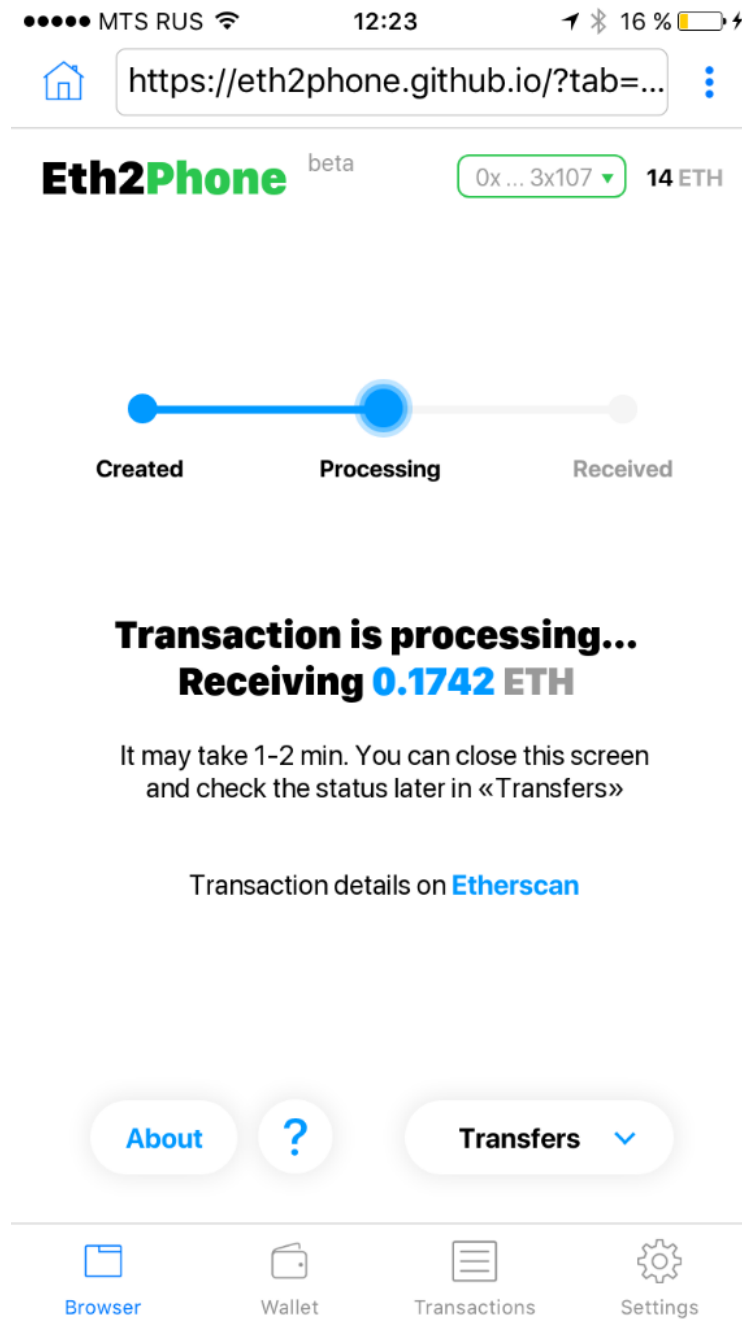 MTS RUS 12:23 16 %
https://eth2phone.github.io/?tab=...
Eth2Phone beta 0x ... 3x107 14 ETH
Created Processing Received
Transaction is processing...
Receiving 0.1742 ETH
It may take 1-2 min. You can close this screen
and check the status later in «Transfers»
Transaction details on Etherscan
About ? Transfers
Browser Wallet Transactions Settings